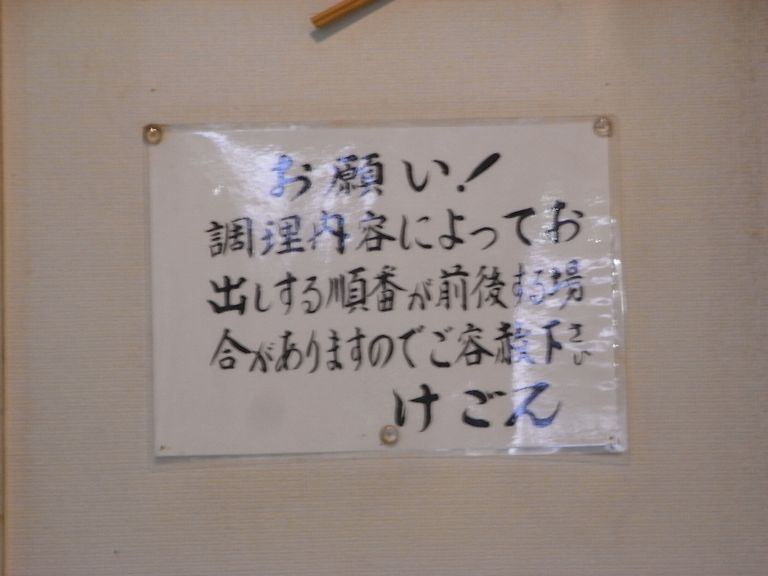 お願い!
調理内容によってお
出しする順番が前後する場
合がありますのでご容赦下さい
けごん